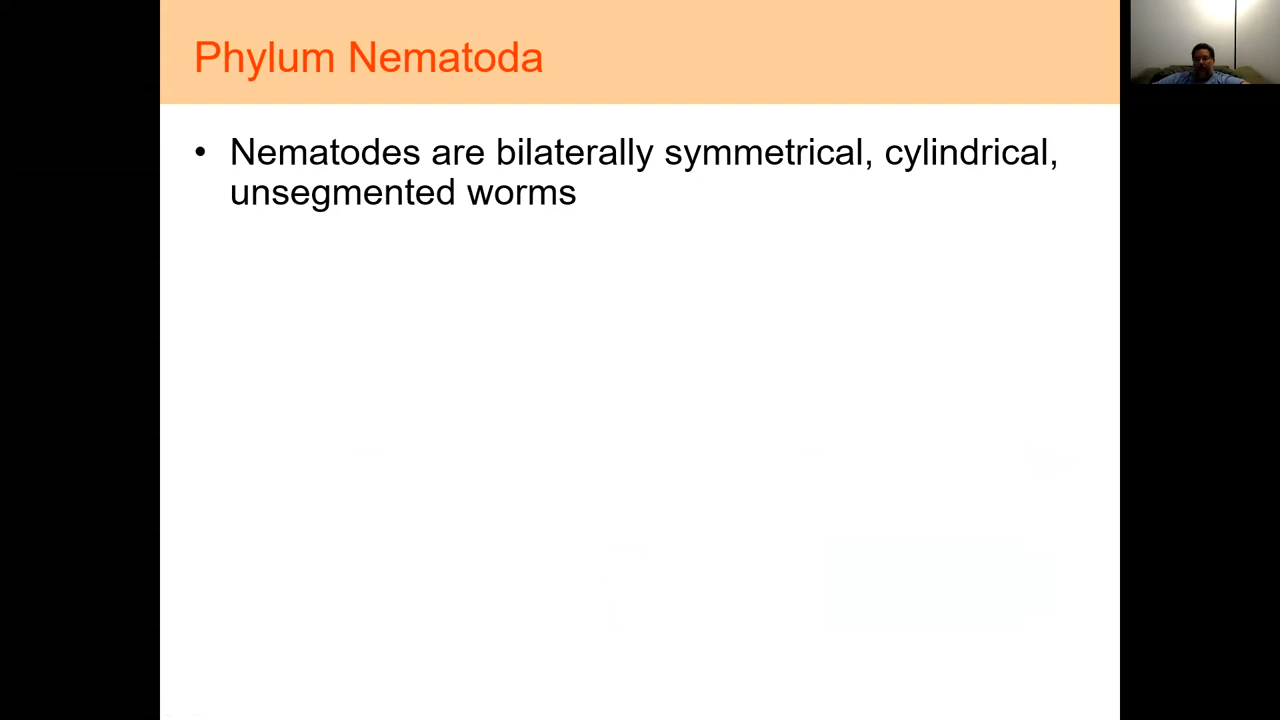 Phylum Nematoda
• Nematodes are bilaterally symmetrical, cylindrical,
unsegmented worms